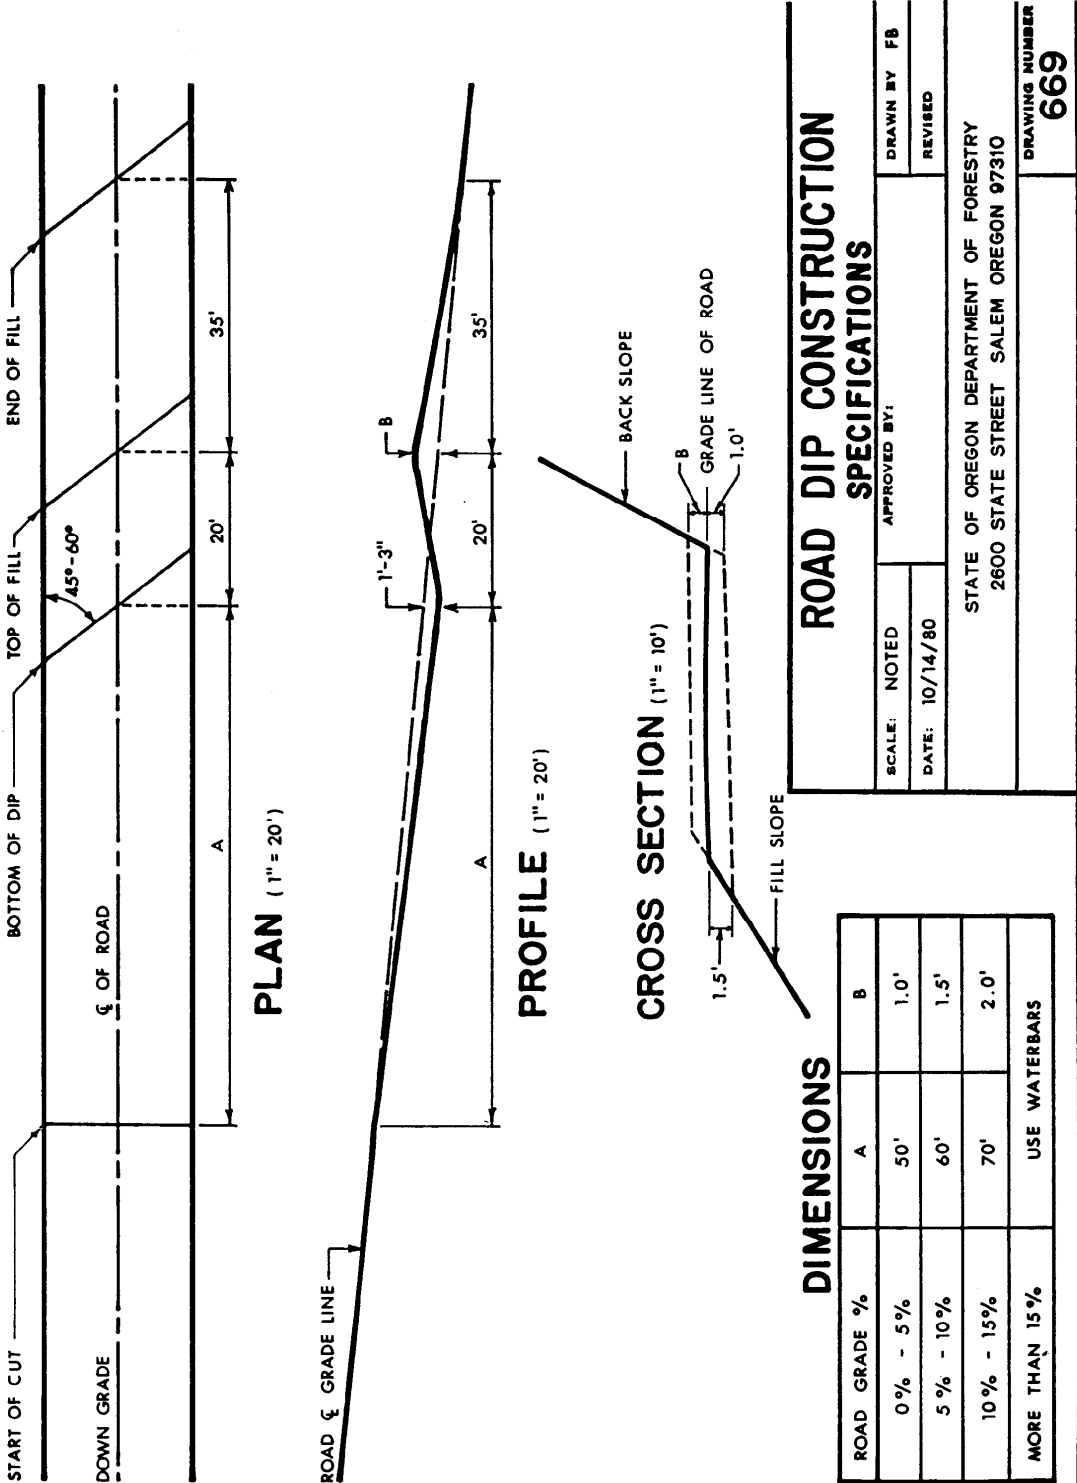 START OF CUT
BOTTOM OF DIP
TOP OF FILL
END OF FILL
45°-60°
DOWN GRADE
℄ OF ROAD
A
20'
35'
PLAN (1" = 20')
ROAD ℄ GRADE LINE
1'-3"
B
A
20'
35'
PROFILE (1" = 20')
CROSS SECTION (1" = 10')
BACK SLOPE
B
GRADE LINE OF ROAD
1.0'
1.5'
FILL SLOPE
DIMENSIONS
ROAD GRADE % A B
0% - 5% 50' 1.0'
5% - 10% 60' 1.5'
10% - 15% 70' 2.0'
MORE THAN 15% USE WATERBARS
ROAD DIP CONSTRUCTION
SPECIFICATIONS
SCALE: NOTED
APPROVED BY:
DRAWN BY FB
DATE: 10/14/80
REVISED
STATE OF OREGON DEPARTMENT OF FORESTRY
2600 STATE STREET SALEM OREGON 97310
DRAWING NUMBER
669